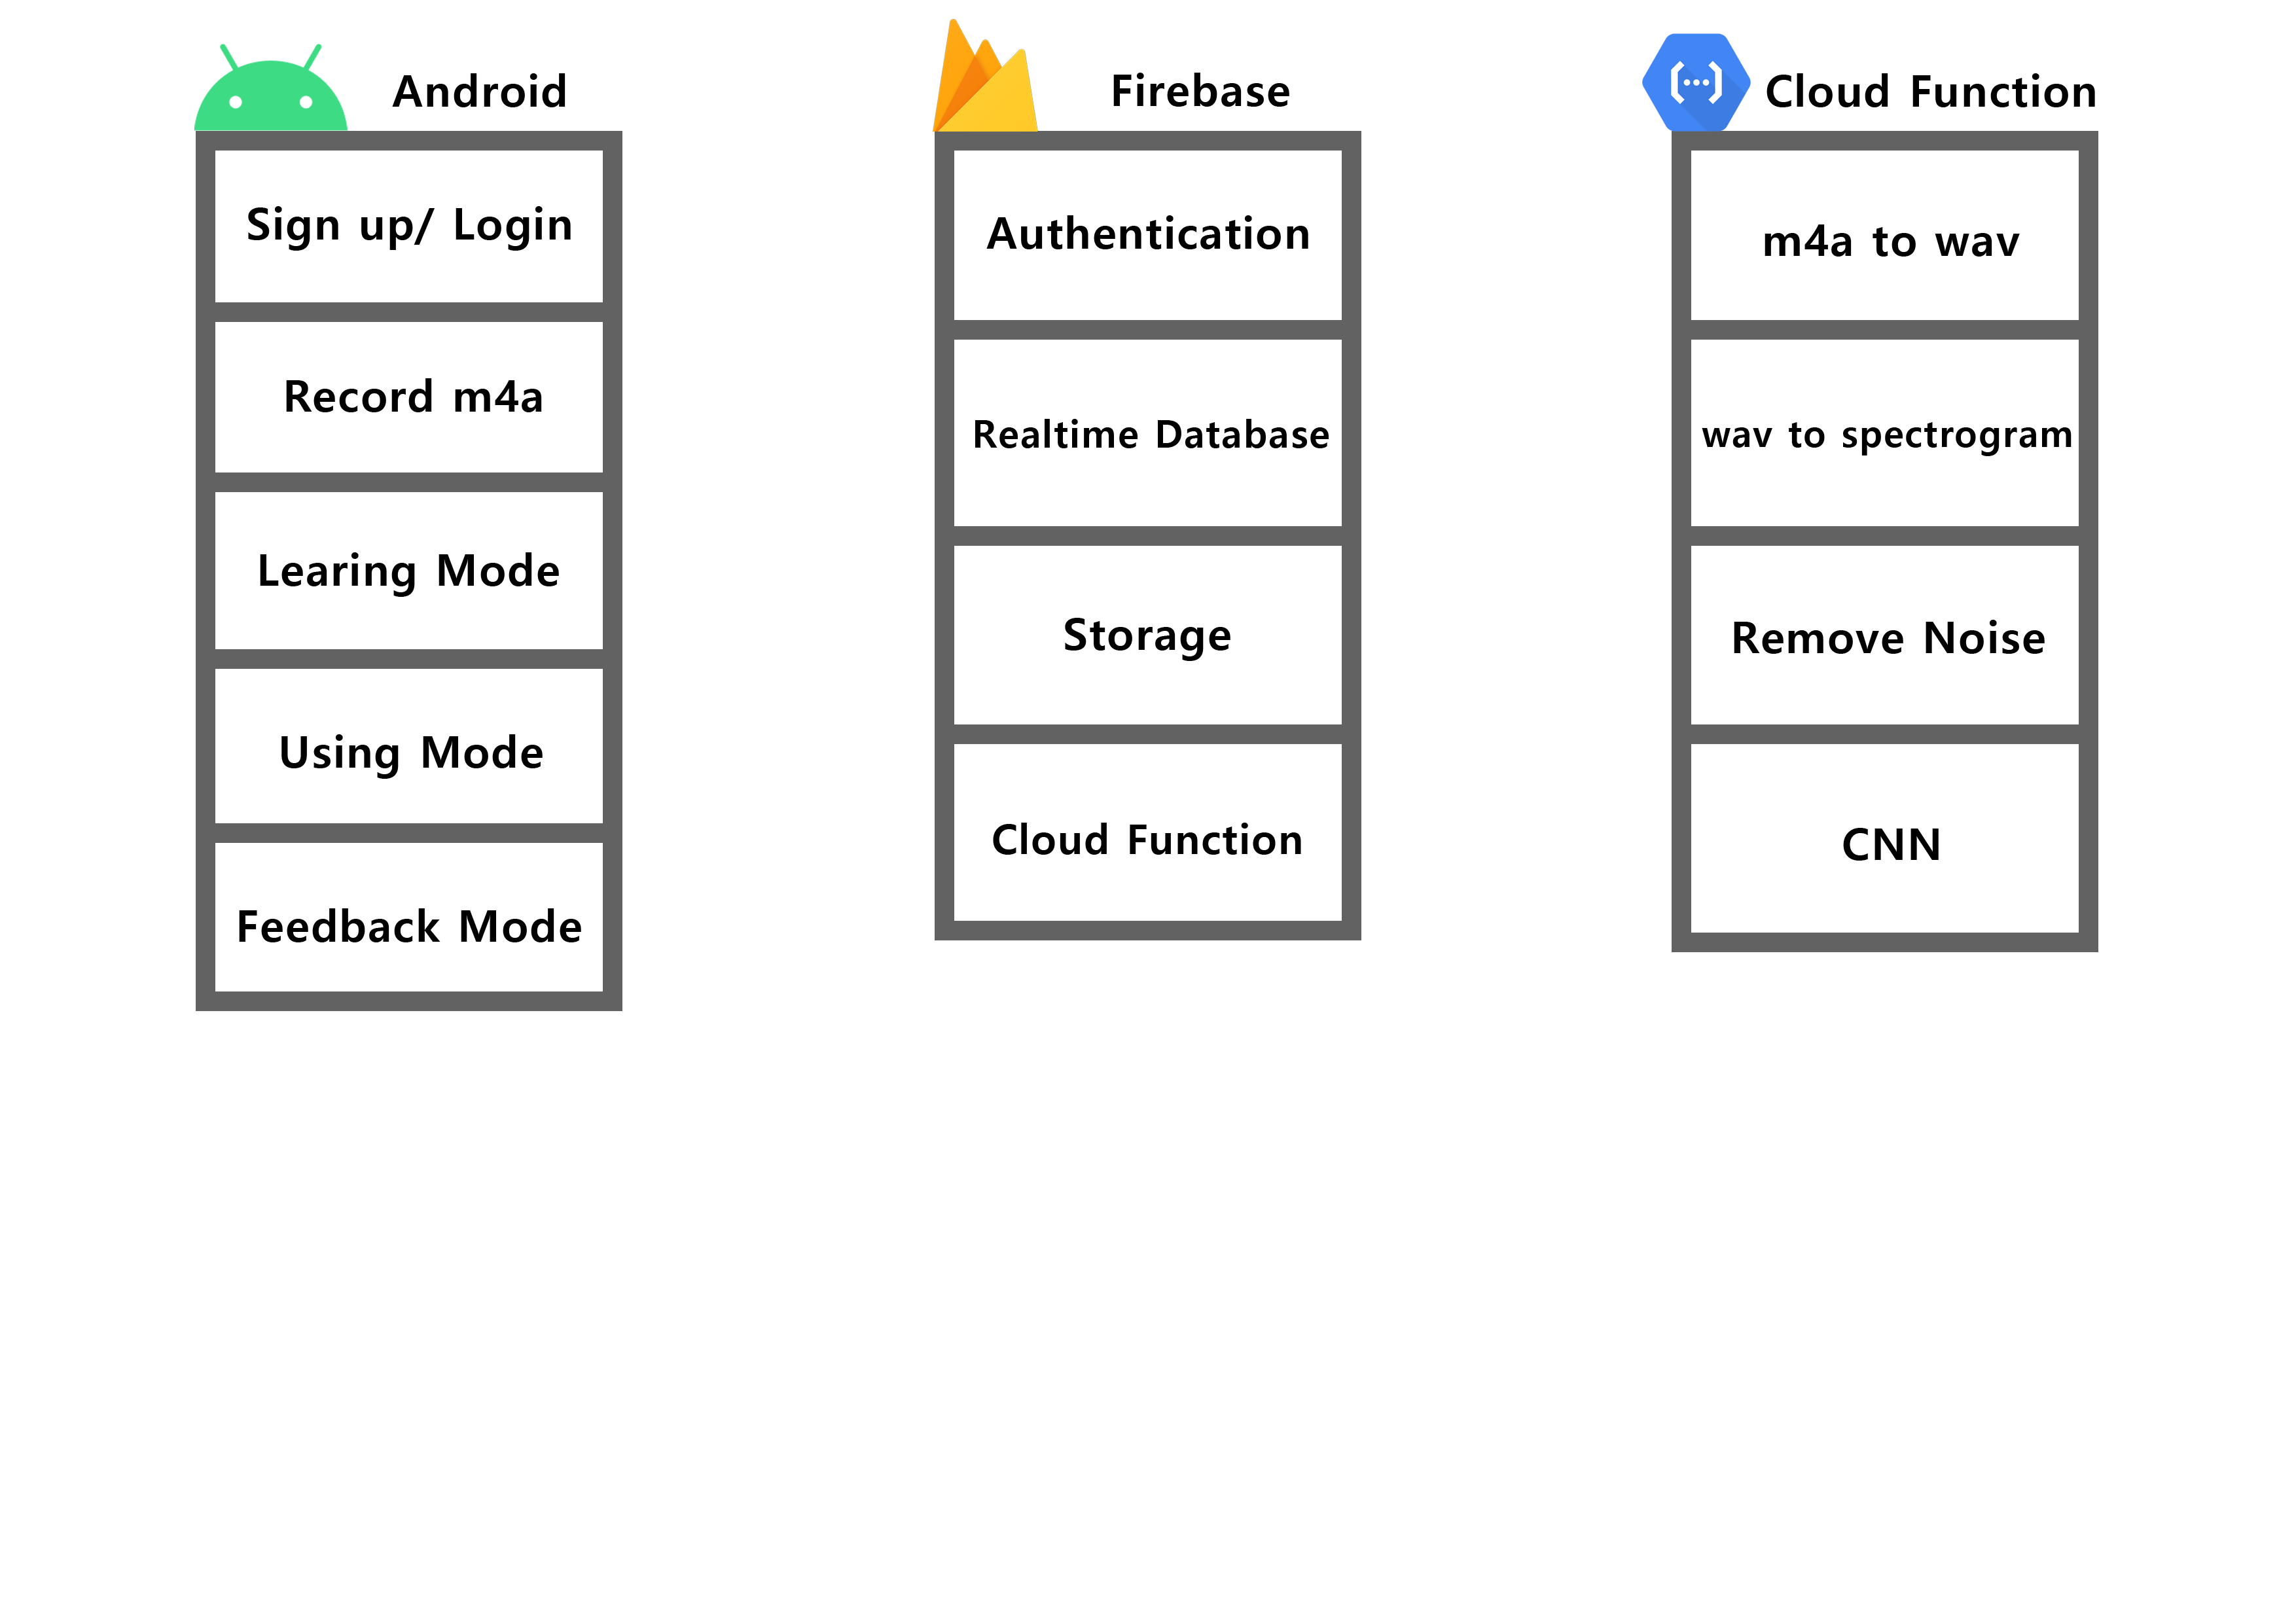 Android
Sign up/ Login
Record m4a
Learing Mode
Using Mode
Feedback Mode
Firebase
Authentication
Realtime Database
Storage
Cloud Function
Cloud Function
m4a to wav
wav to spectrogram
Remove Noise
CNN